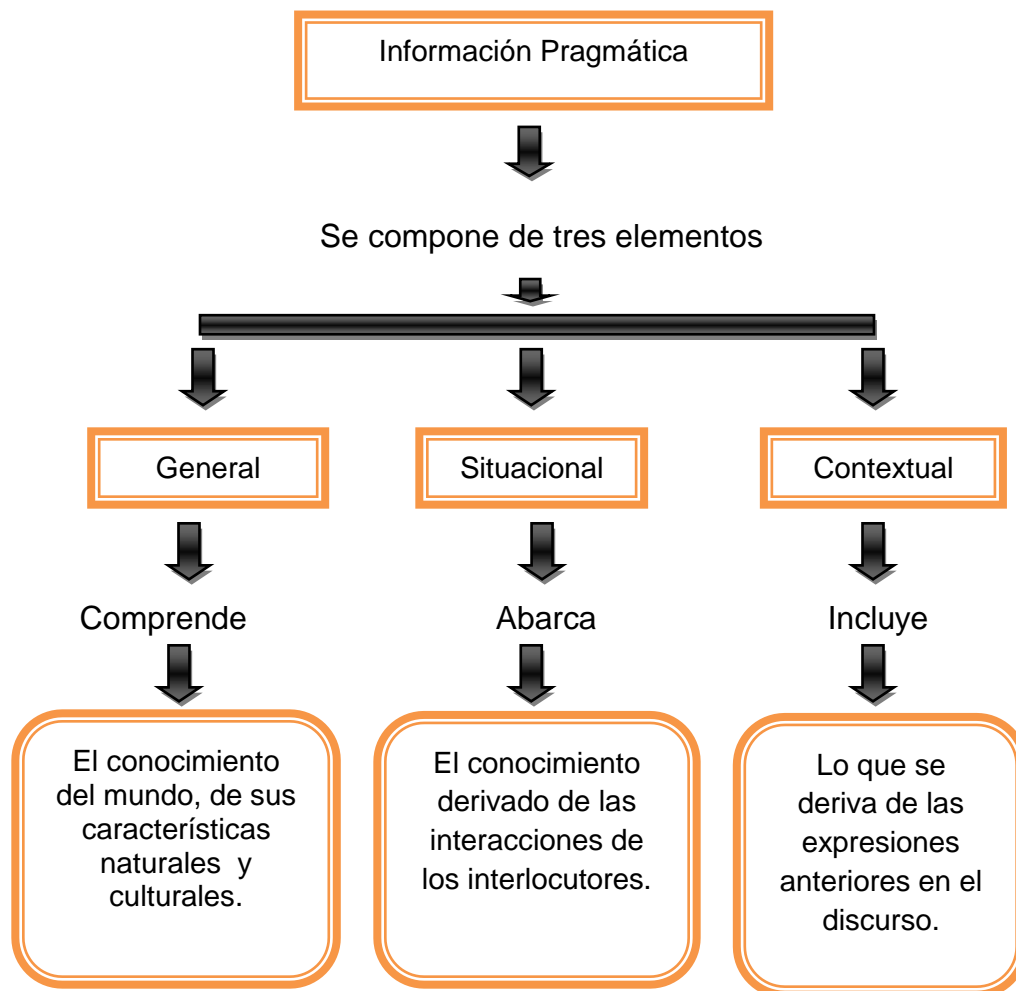 Información Pragmática
Se compone de tres elementos
General
Situacional
Contextual
Comprende
Abarca
Incluye
El conocimiento
del mundo, de sus
characterísticas
naturales y
culturales.
El conocimiento
derivado de las
interacciones de
los interlocutores.
Lo que se
deriva de las
expresiones
anteriores en el
discurso.